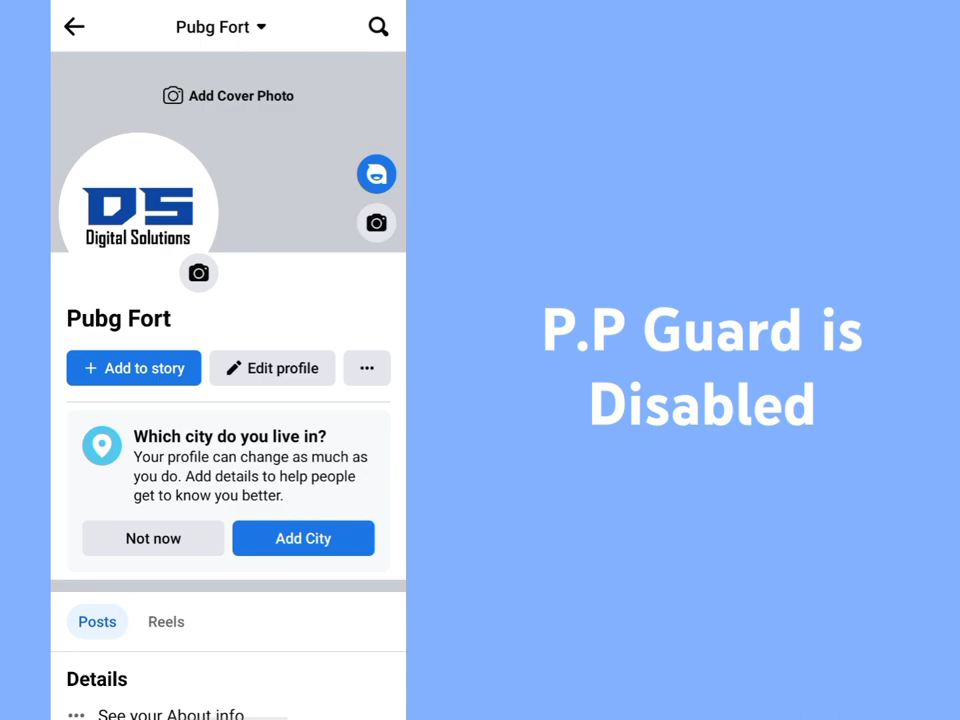 Pubg Fort
Add Cover Photo
DS
Digital Solutions
Pubg Fort
+ Add to story
Edit profile
Which city do you live in?
Your profile can change as much as
you do. Add details to help people
get to know you better.
Not now
Add City
Posts
Reels
Details
See your About info
P.P Guard is
Disabled